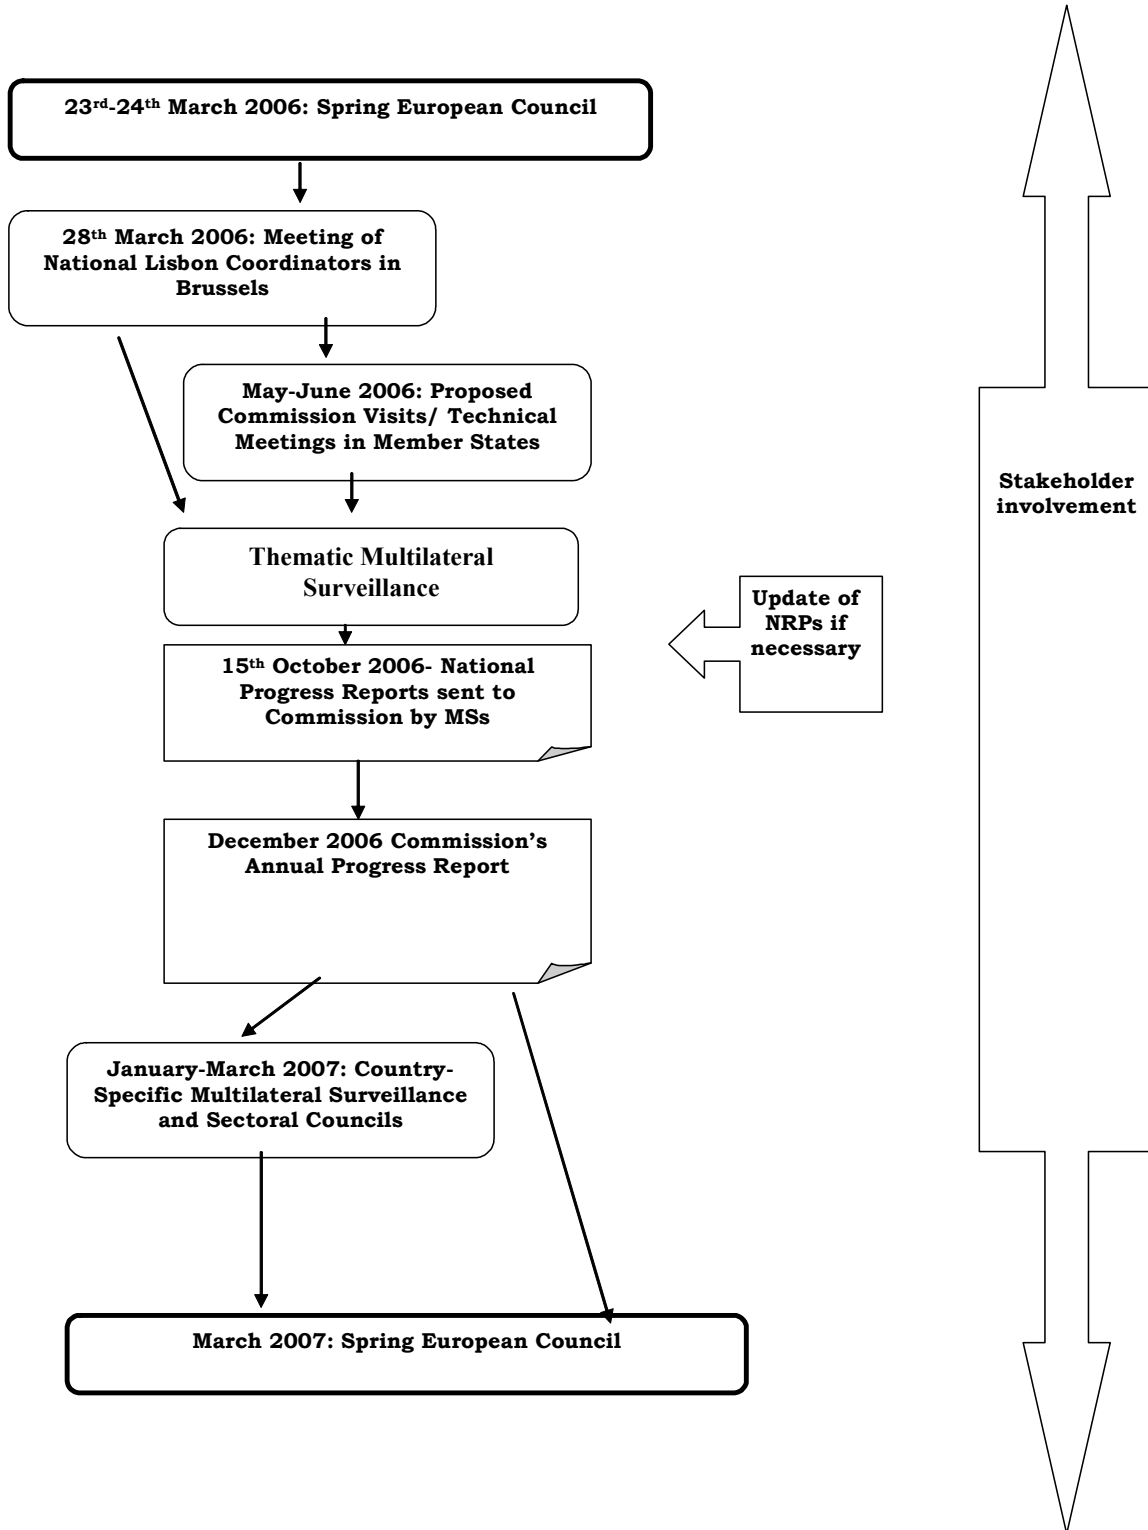 23rd-24th March 2006: Spring European Council
28th March 2006: Meeting of
National Lisbon Coordinators in
Brussels
May-June 2006: Proposed
Commission Visits/ Technical
Meetings in Member States
Stakeholder
involvement
Thematic Multilateral
Surveillance
Update of
NRPs if
necessary
15th October 2006- National
Progress Reports sent to
Commission by MSs
December 2006 Commission’s
Annual Progress Report
January-March 2007: Country-
Specific Multilateral Surveillance
and Sectoral Councils
March 2007: Spring European Council